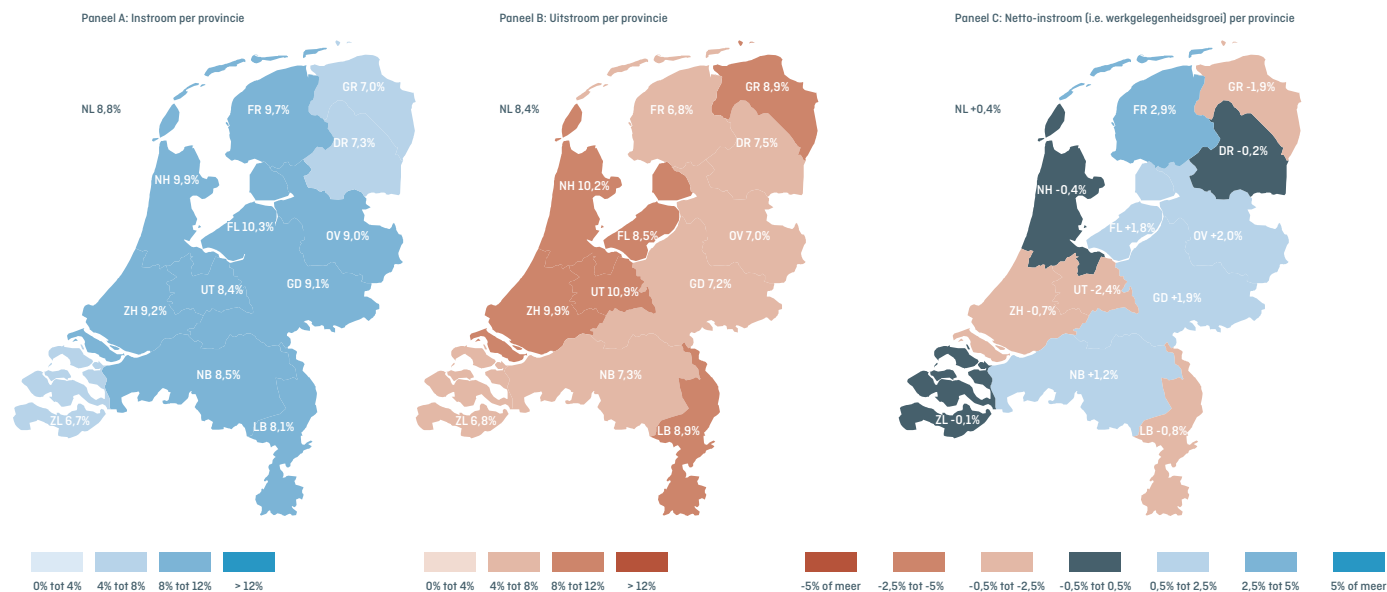 Paneel A: Instroom per provincie
NL 8,8%
GR 7,0%
FR 9,7%
DR 7,3%
NH 9,9%
FL 10,3%
OV 9,0%
UT 8,4%
GD 9,1%
ZH 9,2%
NB 8,5%
ZL 6,7%
LB 8,1%
0% tot 4%
4% tot 8%
8% tot 12%
> 12%
Paneel B: Uitstroom per provincie
NL 8,4%
GR 8,9%
FR 6,8%
DR 7,5%
NH 10,2%
FL 8,5%
OV 7,0%
UT 10,9%
GD 7,2%
ZH 9,9%
NB 7,3%
ZL 6,8%
LB 8,9%
0% tot 4%
4% tot 8%
8% tot 12%
> 12%
Paneel C: Netto-instroom (i.e. werkgelegenheidsgroei) per provincie
NL +0,4%
GR -1,9%
FR 2,9%
DR -0,2%
NH -0,4%
FL +1,8%
OV +2,0%
UT -2,4%
GD +1,9%
ZH -0,7%
NB +1,2%
ZL -0,1%
LB -0,8%
-5% of meer
-2,5% tot -5%
-0,5% tot -2,5%
-0,5% tot 0,5%
0,5% tot 2,5%
2,5% tot 5%
5% of meer